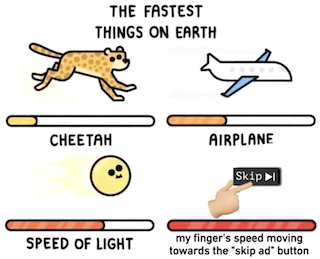 THE FASTEST
THINGS ON EARTH
CHEETAH
AIRPLANE
Skip
SPEED OF LIGHT
my finger's speed moving
towards the "skip ad" button